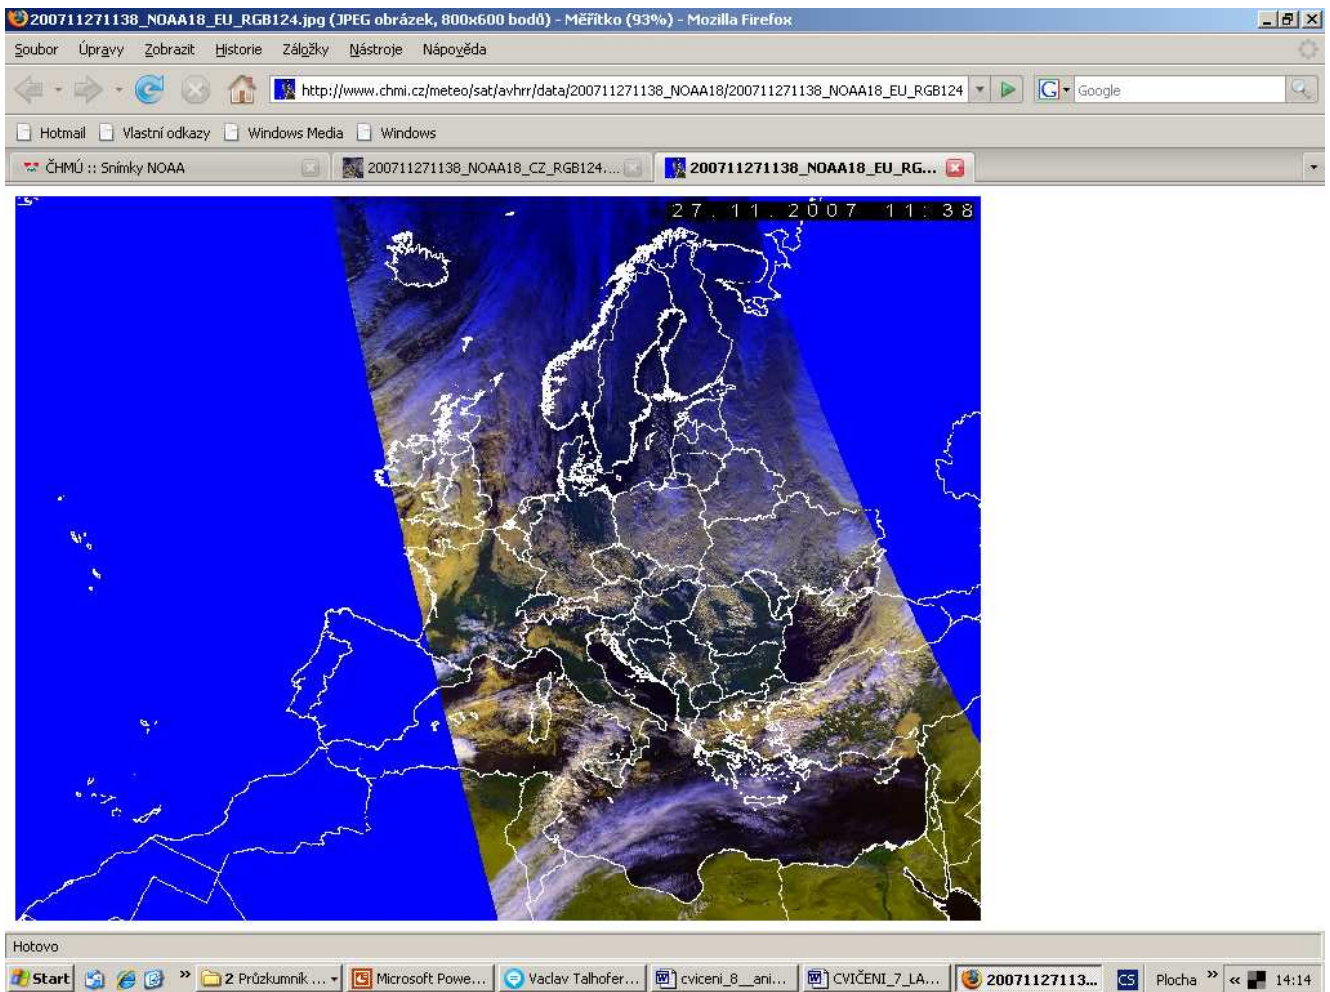 200711271138_NOAA18_EU_RGB124.jpg (JPEG obrázek, 800x600 bodů) - Měřítko (93%) - Mozilla Firefox
Soubor Úpravy Zobrazit Historie Záložky Nástroje Nápověda
http://www.chmi.cz/meteo/sat/avhrr/data/200711271138_NOAA18/200711271138_NOAA18_EU_RGB124 Google
Hotmail Vlastní odkazy Windows Media Windows
ČHMÚ :: Snímky NOAA 200711271138_NOAA18_CZ_RGB124.... 200711271138_NOAA18_EU_RG...
27.11.2007 11:38
Hotovo
Start 2 Průzkumník ... Microsoft Powe... Vaclav Talhofer... cviceni_8__ani... CVIČENI_7_LA... 20071127113... CS Plocha 14:14